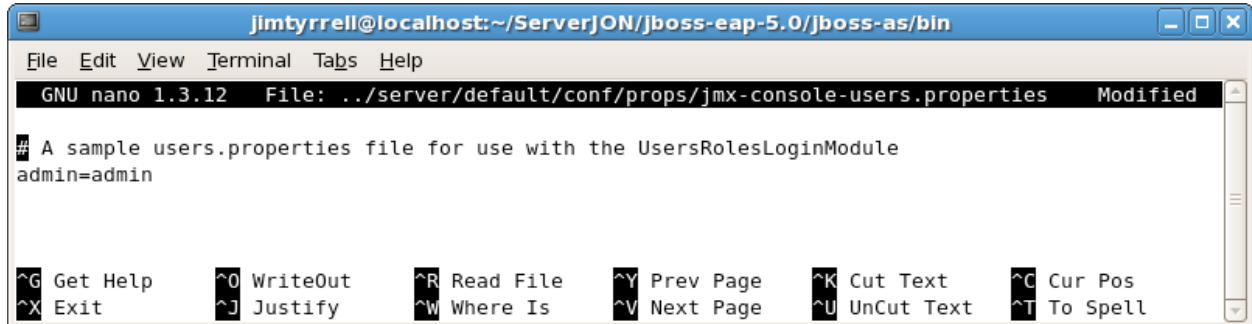 jimtyrrell@localhost:~/ServerJON/jboss-eap-5.0/jboss-as/bin
File Edit View Terminal Tabs Help
GNU nano 1.3.12 File: ../server/default/conf/props/jmx-console-users.properties Modified
# A sample users.properties file for use with the UsersRolesLoginModule
admin=admin
^G Get Help ^O WriteOut ^R Read File ^Y Prev Page ^K Cut Text ^C Cur Pos
^X Exit ^J Justify ^W Where Is ^V Next Page ^U UnCut Text ^T To Spell